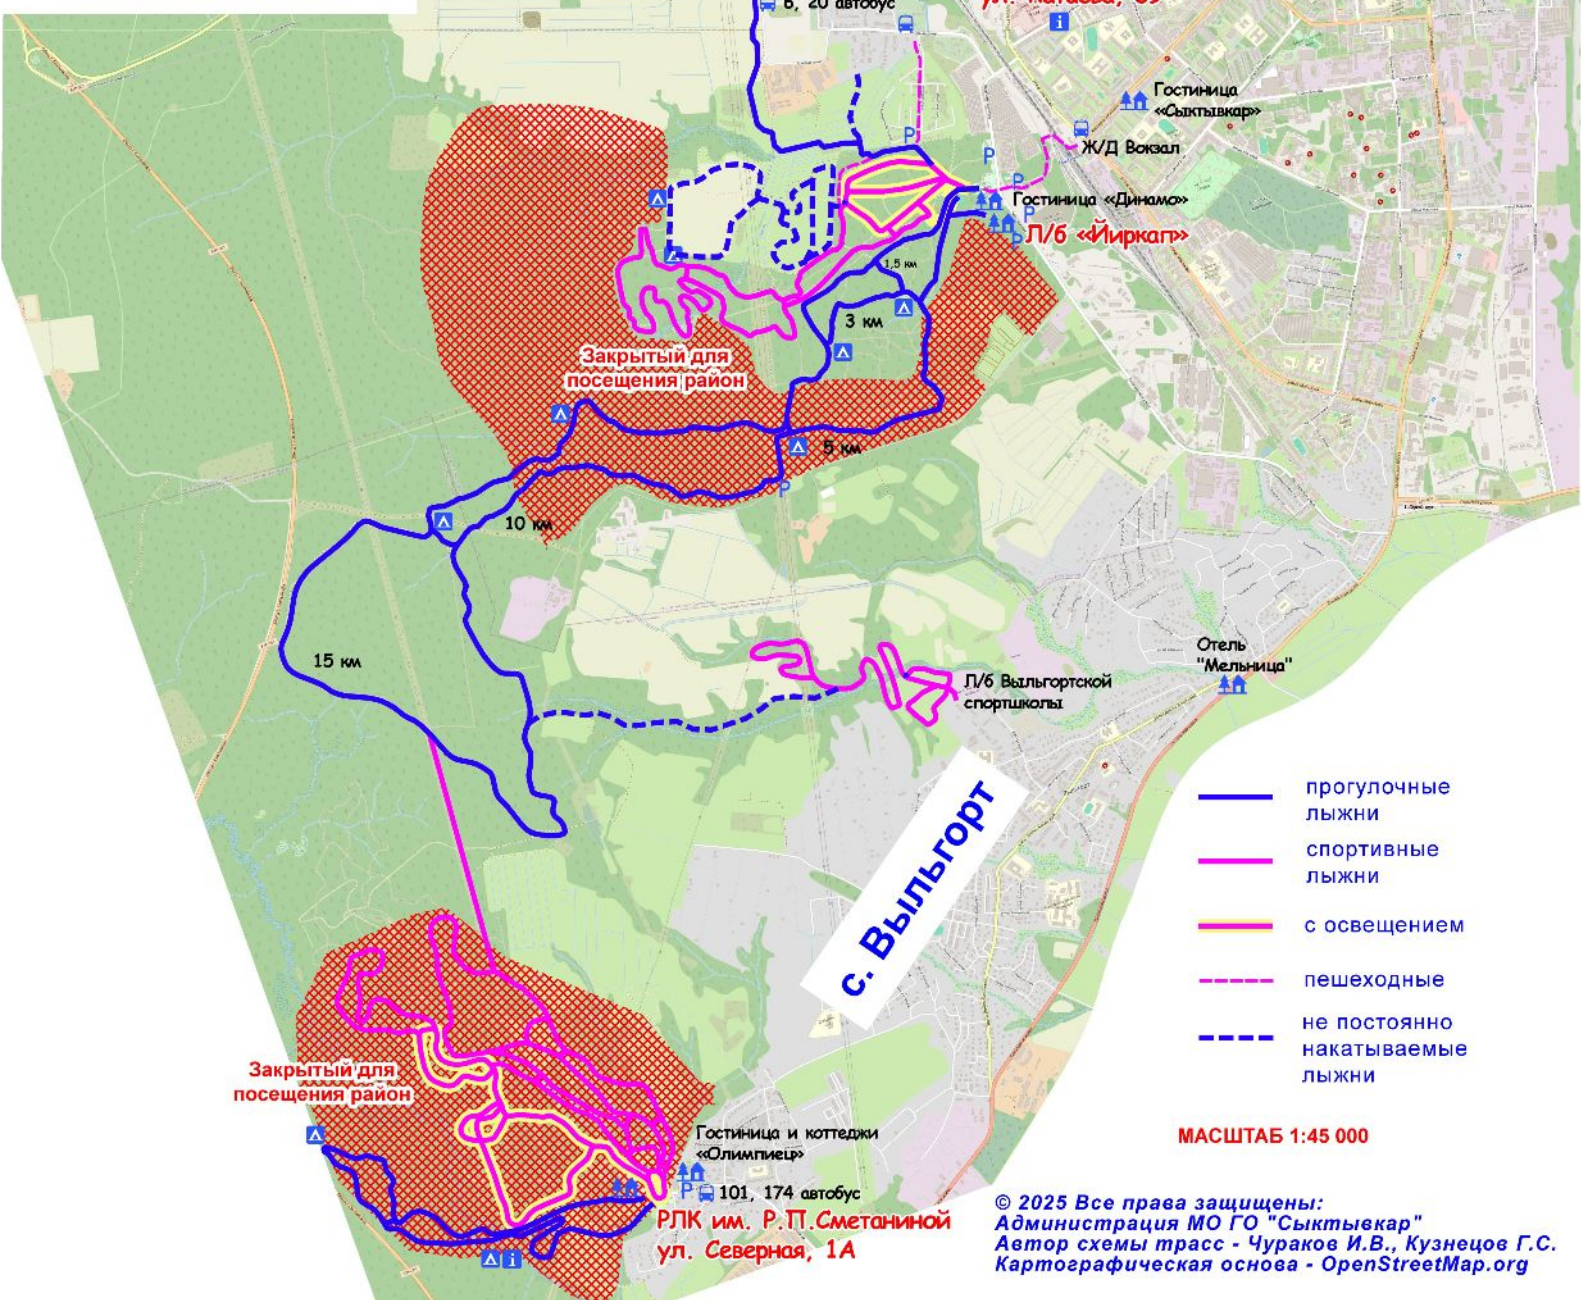 6, 20 автобус
Гостиница
«Сыктывкар»
Ж/Д Вокзал
Р
Р
Р
Р
Р
Гостиница «Динамо»
Л/б «Йиркап»
1,5 км
3 км
Закрытый для
посещения район
5 км
Р
10 км
15 км
Отель
"Мельница"
Л/б Выльгортской
спортшколы
с. Выльгорт
прогулочные
лыжни
спортивные
лыжни
с освещением
пешеходные
не постоянно
накатываемые
лыжни
МАСШТАБ 1:45 000
Закрытый для
посещения район
Гостиница и коттеджи
«Олимпиец»
Р
101, 174 автобус
РЛК им. Р.П.Сметаниной
ул. Северная, 1А
© 2025 Все права защищены:
Администрация МО ГО "Сыктывкар"
Автор схемы трасс - Чураков И.В., Кузнецов Г.С.
Картографическая основа - OpenStreetMap.org